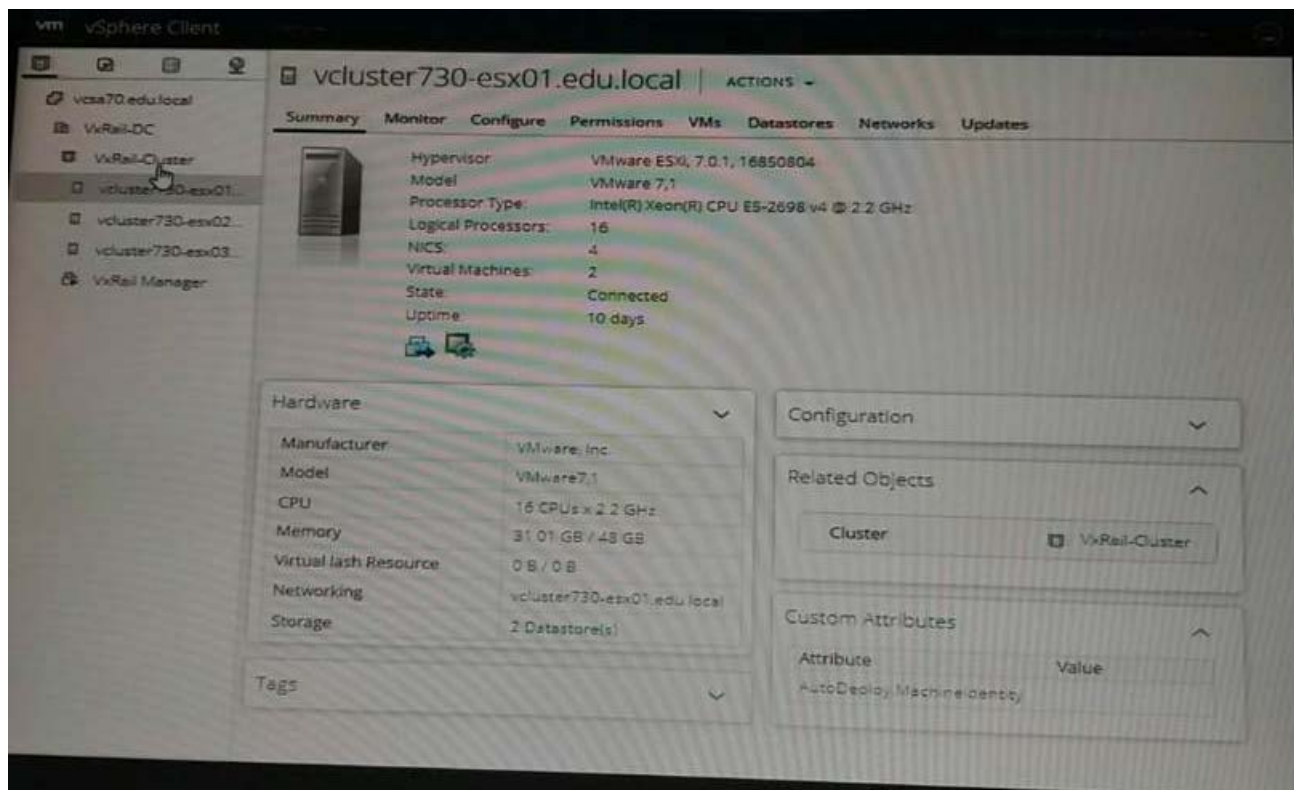 vm vSphere Client
vcluster730-esx01.edu.local | ACTIONS
Summary Monitor Configure Permissions VMs Datastores Networks Updates
vcsa70.edu.local
VxRail-DC
VxRail-Cluster
vcluster730-esx01...
vcluster730-esx02...
vcluster730-esx03...
VxRail Manager
Hypervisor: VMware ESXi, 7.0.1, 16850804
Model VMware 7,1
Processor Type: Intel(R) Xeon(R) CPU E5-2698 v4 @ 2.2 GHz
Logical Processors: 16
NICS: 4
Virtual Machines: 2
State: Connected
Uptime: 10 days
Hardware
Manufacturer VMware, Inc.
Model VMware7,1
CPU 16 CPUs x 2.2 GHz
Memory 31.01 GB / 48 GB
Virtual lash Resource 0 B / 0 B
Networking vcluster730-esx01.edu.local
Storage 2 Datastore(s)
Tags
Configuration
Related Objects
Cluster VxRail-Cluster
Custom Attributes
Attribute Value
AutoDeploy.MachineIdentity